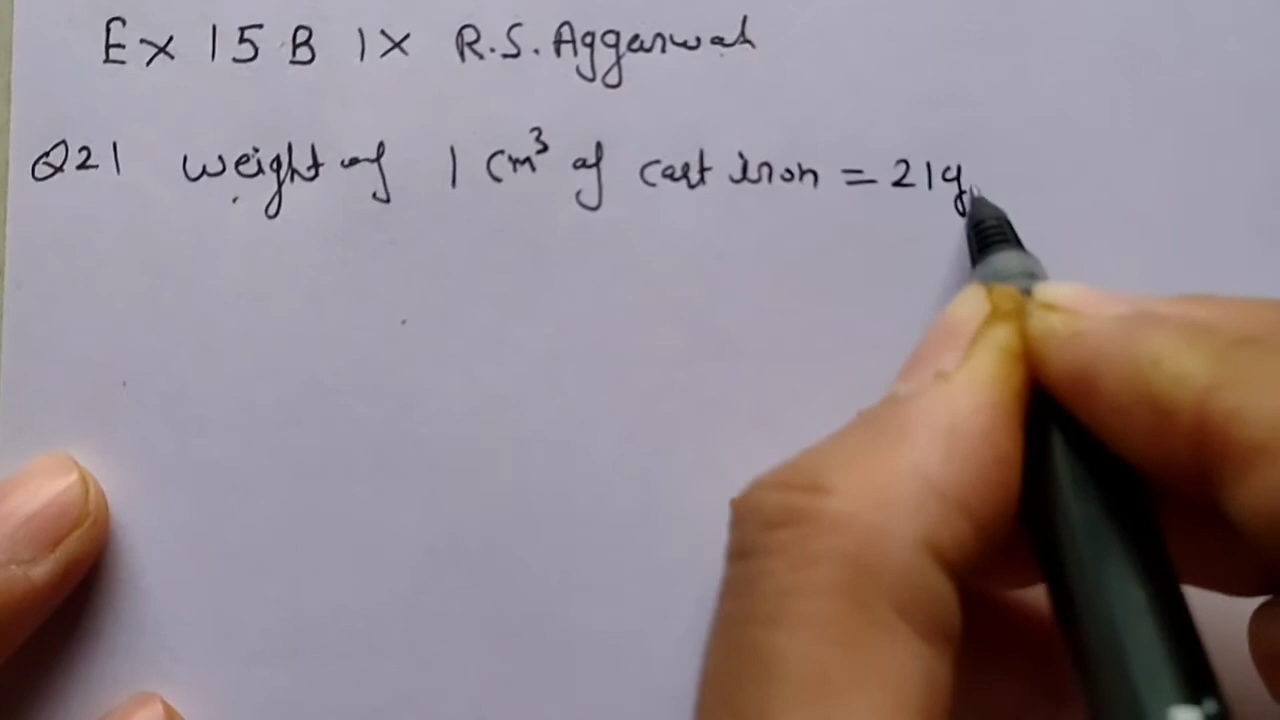 Ex 15 B IX R.S. Aggarwal
Q21 Weight of 1 cm³ of cast iron = 21g